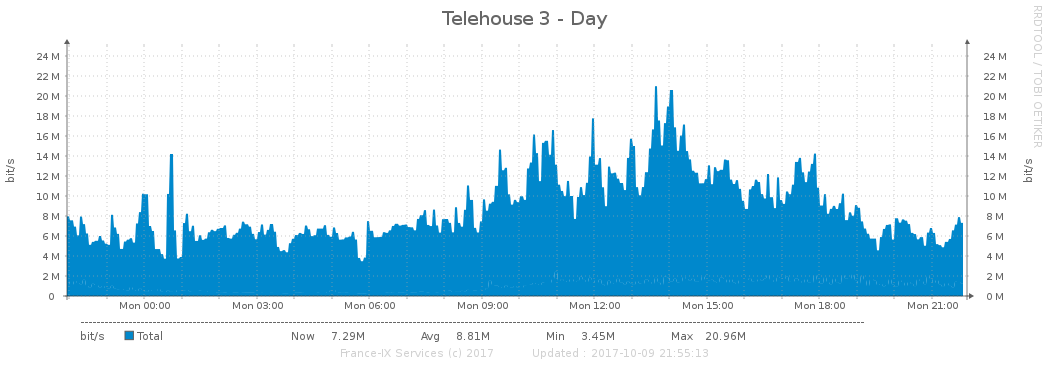 Telehouse 3 - Day
RRDTOOL / TOBI OETIKER
bit/s
24 M 24 M
22 M 22 M
20 M 20 M
18 M 18 M
16 M 16 M
14 M 14 M
12 M 12 M
10 M 10 M
8 M 8 M
6 M 6 M
4 M 4 M
2 M 2 M
0 0 M
bit/s
Mon 00:00 Mon 03:00 Mon 06:00 Mon 09:00 Mon 12:00 Mon 15:00 Mon 18:00 Mon 21:00
bit/s Total Now 7.29M Avg 8.81M Min 3.45M Max 20.96M
France-IX Services (c) 2017 Updated : 2017-10-09 21:55:13